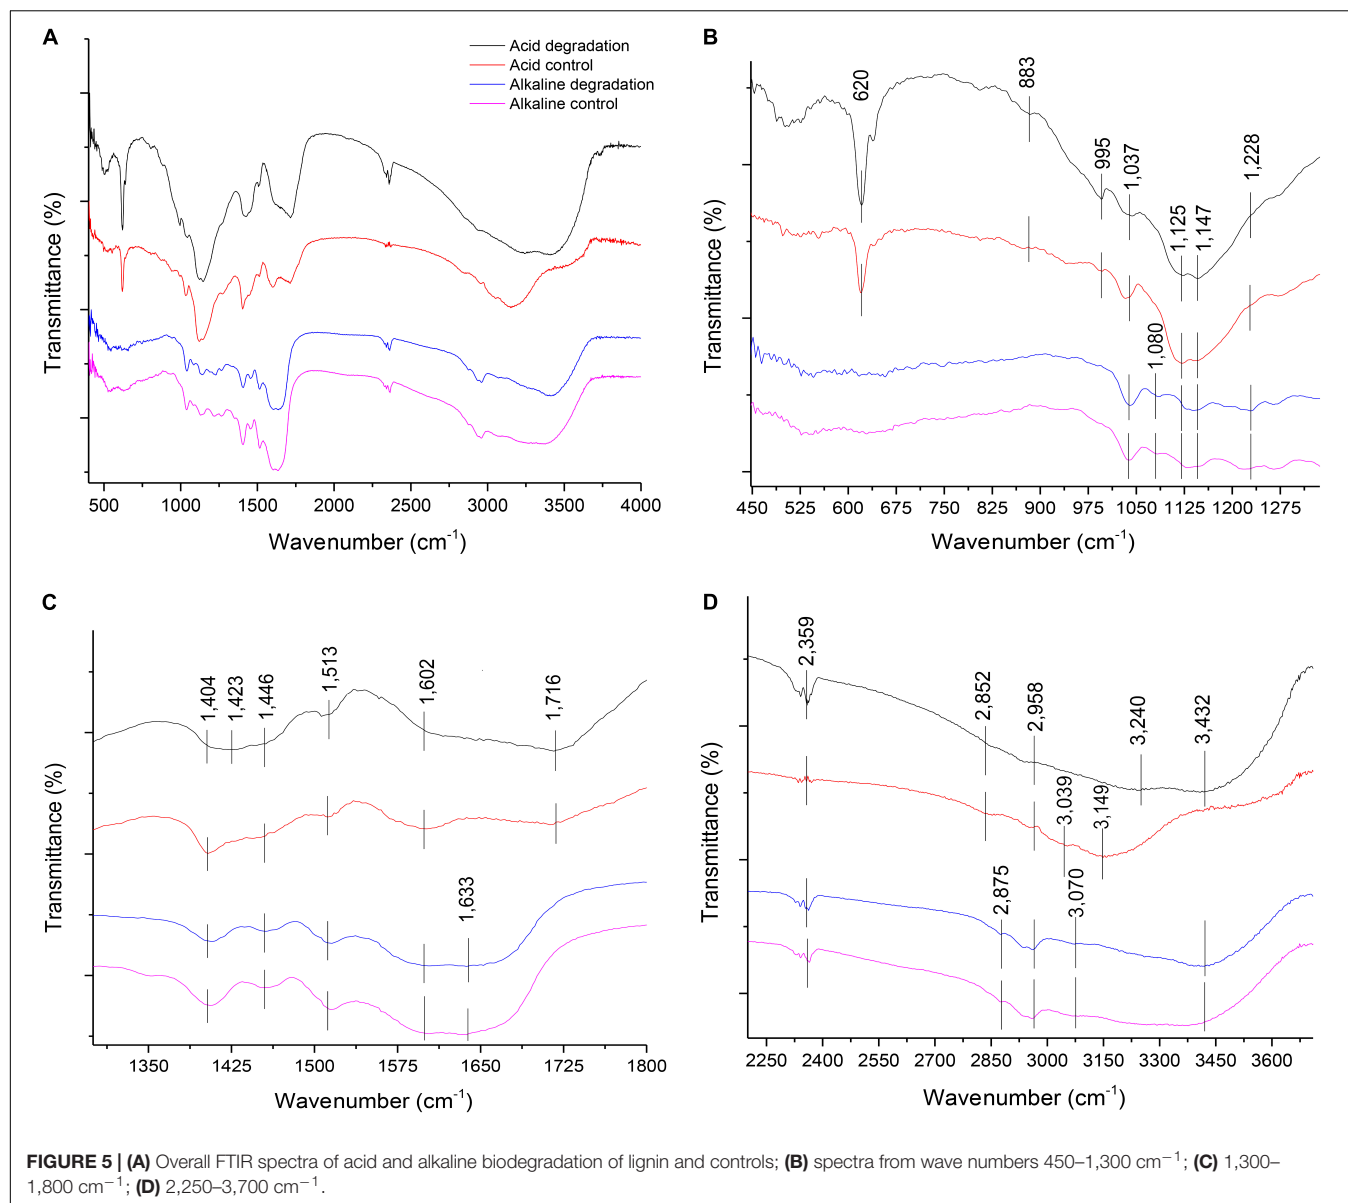 A
Acid degradation
Acid control
Alkaline degradation
Alkaline control
Transmittance (%)
500 1000 1500 2000 2500 3000 3500 4000
Wavenumber (cm⁻¹)
B
620
883
995
1,037
1,125
1,147
1,228
1,080
Transmittance (%)
450 525 600 675 750 825 900 975 1050 1125 1200 1275
Wavenumber (cm⁻¹)
C
1,404
1,423
1,446
1,513
1,602
1,716
1,633
Transmittance (%)
1350 1425 1500 1575 1650 1725 1800
Wavenumber (cm⁻¹)
D
2,359
2,852
2,958
3,240
3,432
3,039
3,149
2,875
3,070
Transmittance (%)
2250 2400 2550 2700 2850 3000 3150 3300 3450 3600
Wavenumber (cm⁻¹)
FIGURE 5 | (A) Overall FTIR spectra of acid and alkaline biodegradation of lignin and controls; (B) spectra from wave numbers 450–1,300 cm⁻¹; (C) 1,300–
1,800 cm⁻¹; (D) 2,250–3,700 cm⁻¹.